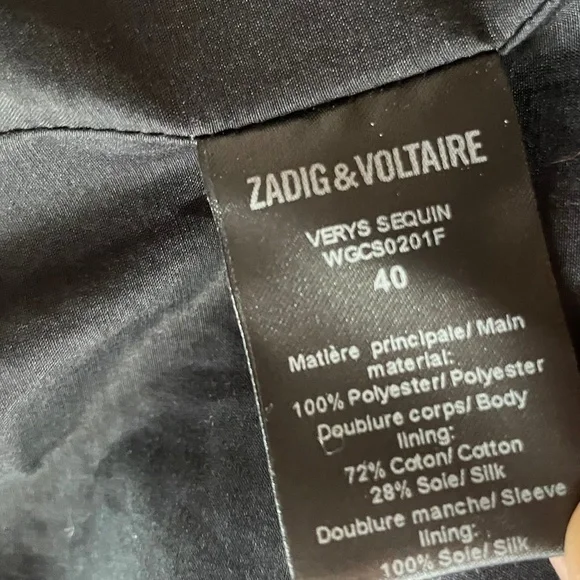 ZADIG&VOLTAIRE
VERYS SEQUIN
WGCS0201F
40
Matière principale/ Main
material:
100% Polyester/ Polyester
Doublure corps/ Body
lining:
72% Coton/ Cotton
28% Soie/ Silk
Doublure manche/ Sleeve
lining:
100% Soie/ Silk